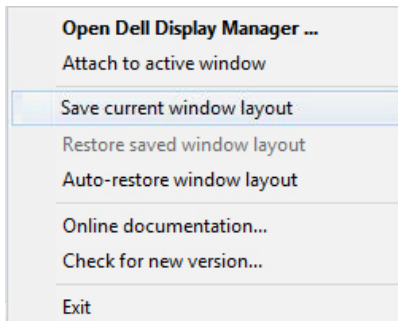 Open Dell Display Manager ...
Attach to active window
Save current window layout
Restore saved window layout
Auto-restore window layout
Online documentation...
Check for new version...
Exit